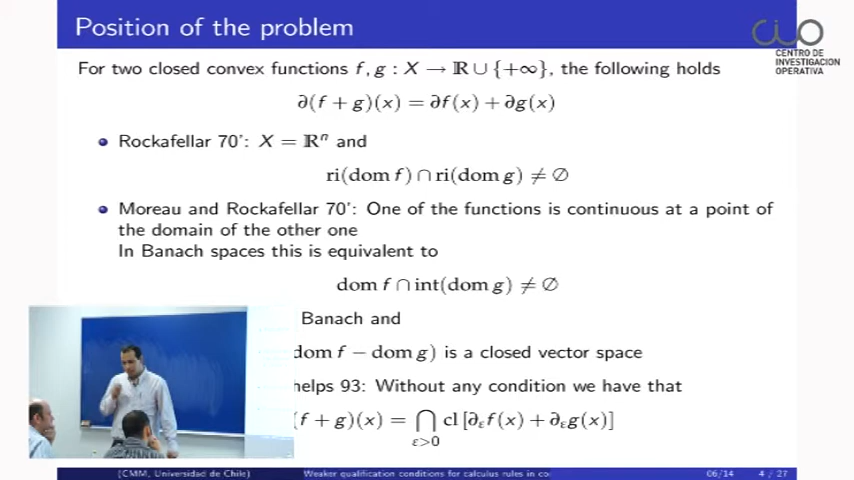 Position of the problem
CENTRO DE
INVESTIGACION
OPERATIVA
For two closed convex functions f, g : X → ℝ ∪ {+∞}, the following holds
∂(f + g)(x) = ∂f(x) + ∂g(x)
Rockafellar 70': X = ℝⁿ and
ri(dom f) ∩ ri(dom g) ≠ ∅
Moreau and Rockafellar 70': One of the functions is continuous at a point of
the domain of the other one
In Banach spaces this is equivalent to
dom f ∩ int(dom g) ≠ ∅
Banach and
dom f − dom g) is a closed vector space
helps 93: Without any condition we have that
(f + g)(x) = ⋂ cl [∂εf(x) + ∂εg(x)]
ε>0
(CMM, Universidad de Chile) Weaker qualification conditions for calculus rules in co 06/14 4 / 27